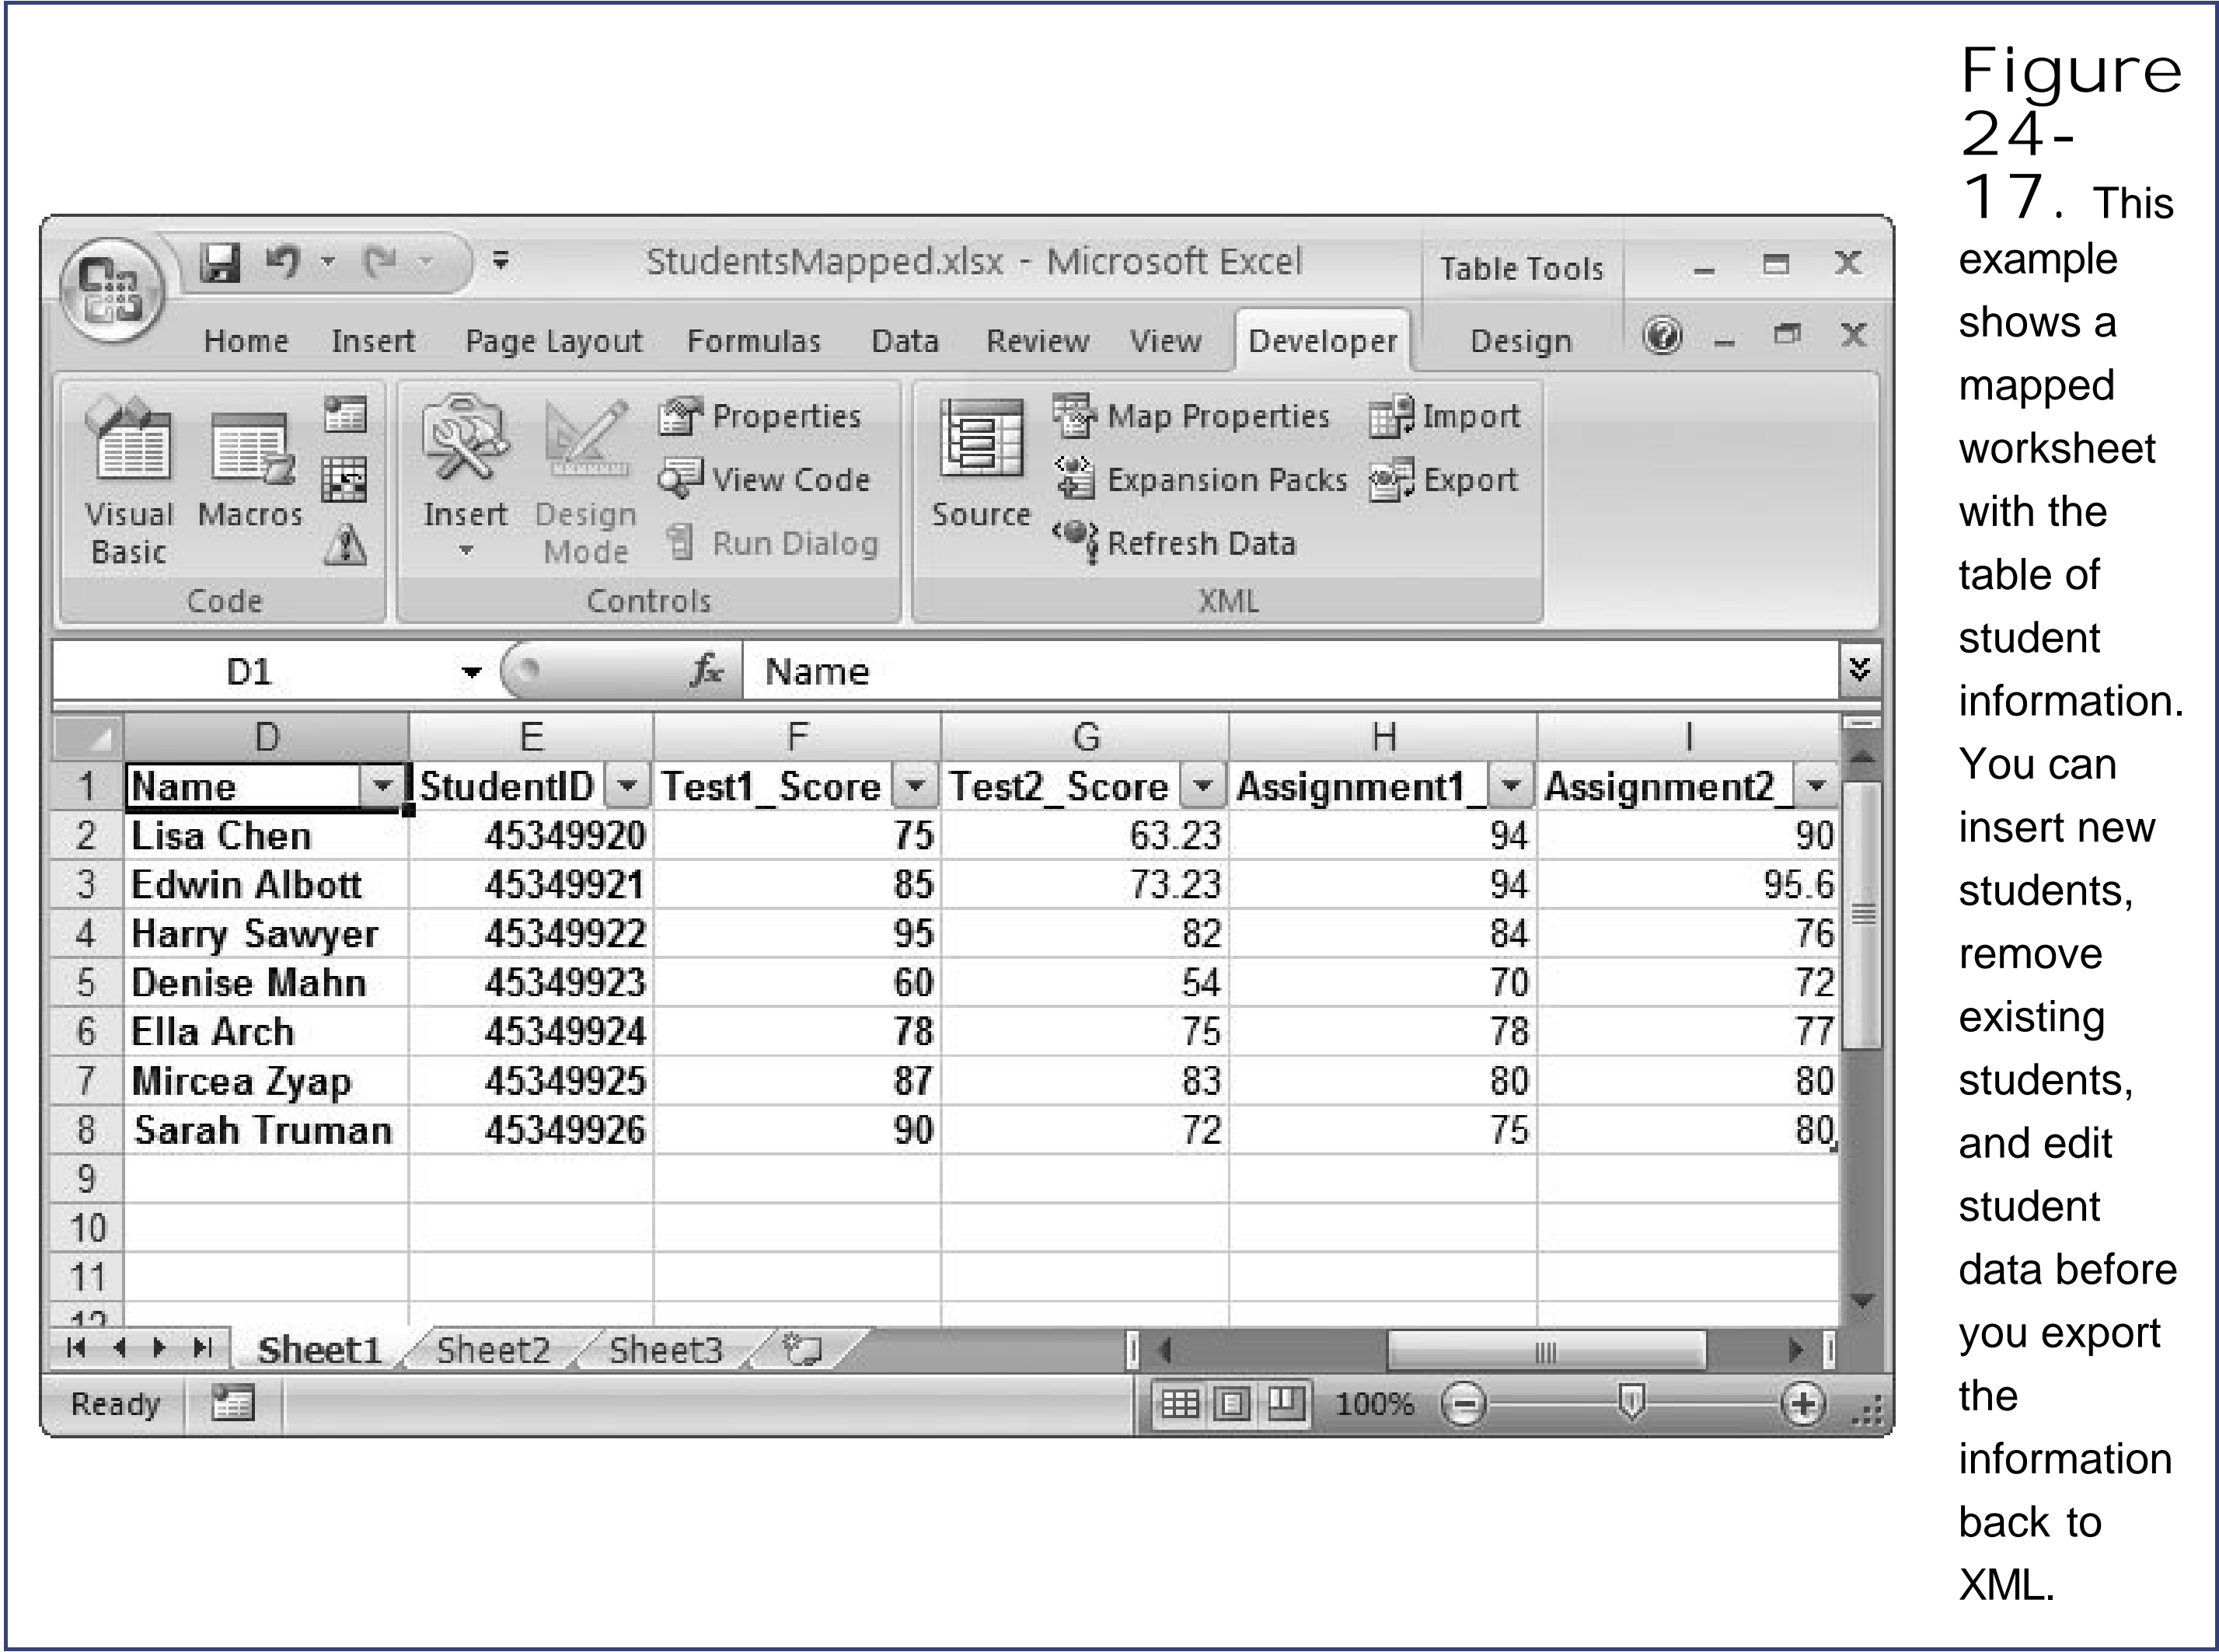 StudentsMapped.xlsx - Microsoft Excel
Table Tools
Home Insert Page Layout Formulas Data Review View Developer Design
Properties
Map Properties
Import
View Code
Expansion Packs
Export
Visual Basic
Macros
Insert
Design Mode
Run Dialog
Source
Refresh Data
Code
Controls
XML
D1
fx
Name
D E F G H I
1 Name StudentID Test1_Score Test2_Score Assignment1_ Assignment2_
2 Lisa Chen 45349920 75 63.23 94 90
3 Edwin Albott 45349921 85 73.23 94 95.6
4 Harry Sawyer 45349922 95 82 84 76
5 Denise Mahn 45349923 60 54 70 72
6 Ella Arch 45349924 78 75 78 77
7 Mircea Zyap 45349925 87 83 80 80
8 Sarah Truman 45349926 90 72 75 80
9
10
11
12
Sheet1 Sheet2 Sheet3
Ready
100%
Figure
24-
17. This
example
shows a
mapped
worksheet
with the
table of
student
information.
You can
insert new
students,
remove
existing
students,
and edit
student
data before
you export
the
information
back to
XML.